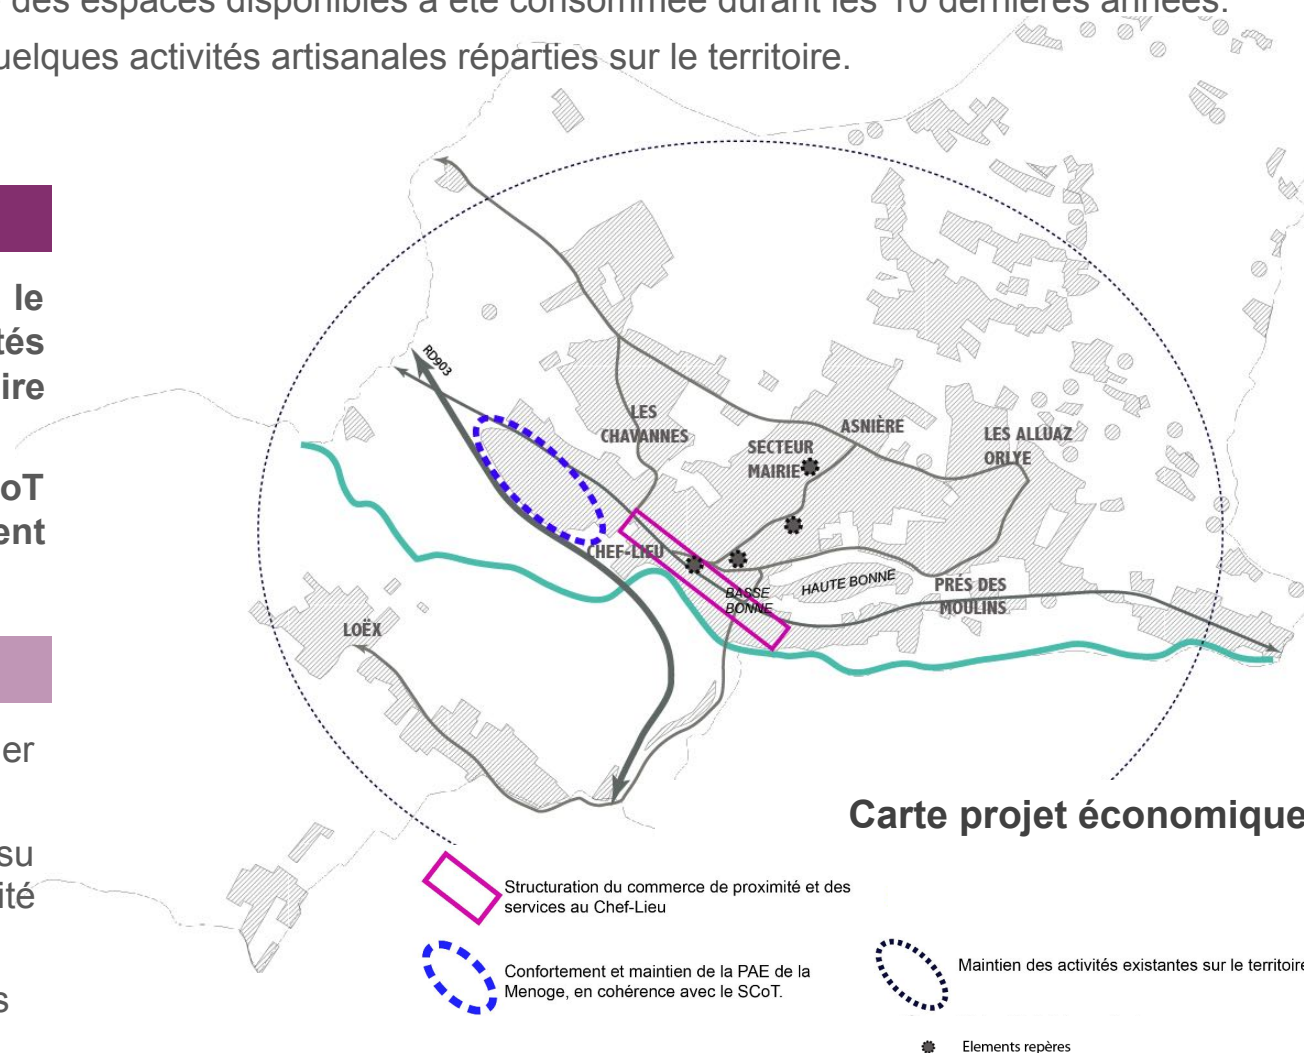 des espaces disponibles a été consommée durant les 10 dernières années.
uelques activités artisanales réparties sur le territoire.
le
tés
ire
oT
ent
er
su
ité
s
RD903
LES
CHAVANNES
SECTEUR
MAIRIE
ASNIÈRE
LES ALLUAZ
ORLYE
CHEF-LIEU
BASSE
BONNE
HAUTE BONNE
PRÉS DES
MOULINS
LOËX
Carte projet économique
Structuration du commerce de proximité et des
services au Chef-Lieu
Confortement et maintien de la PAE de la
Menoge, en cohérence avec le SCoT.
Maintien des activités existantes sur le territoire
Elements repères